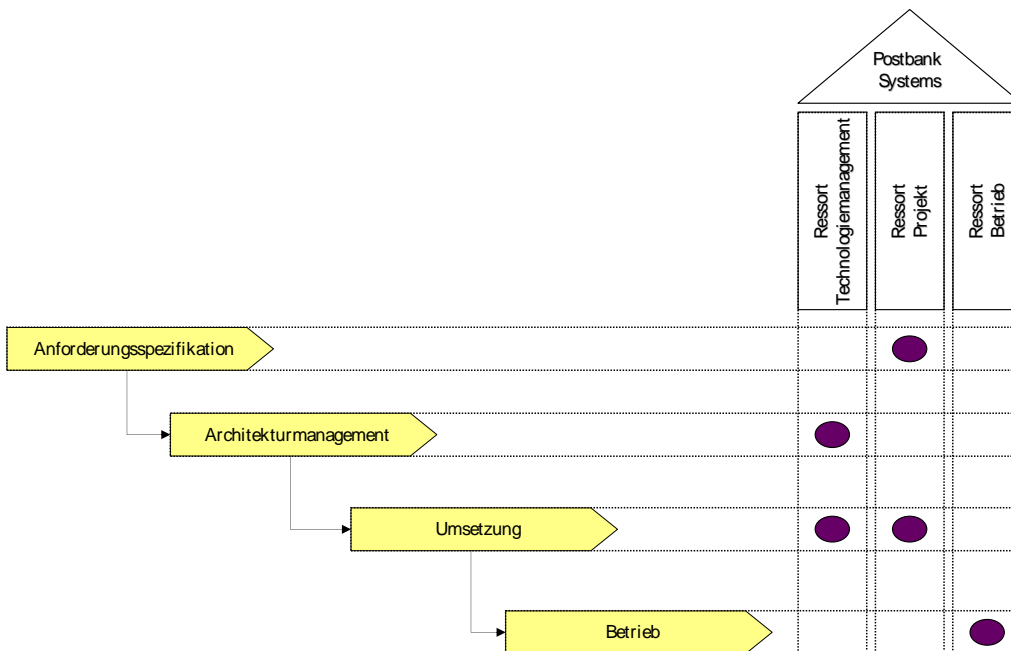 Postbank
Systems
Ressort
Technologiemanagement
Ressort
Projekt
Ressort
Betrieb
Anforderungsspezifikation
Architekturmanagement
Umsetzung
Betrieb